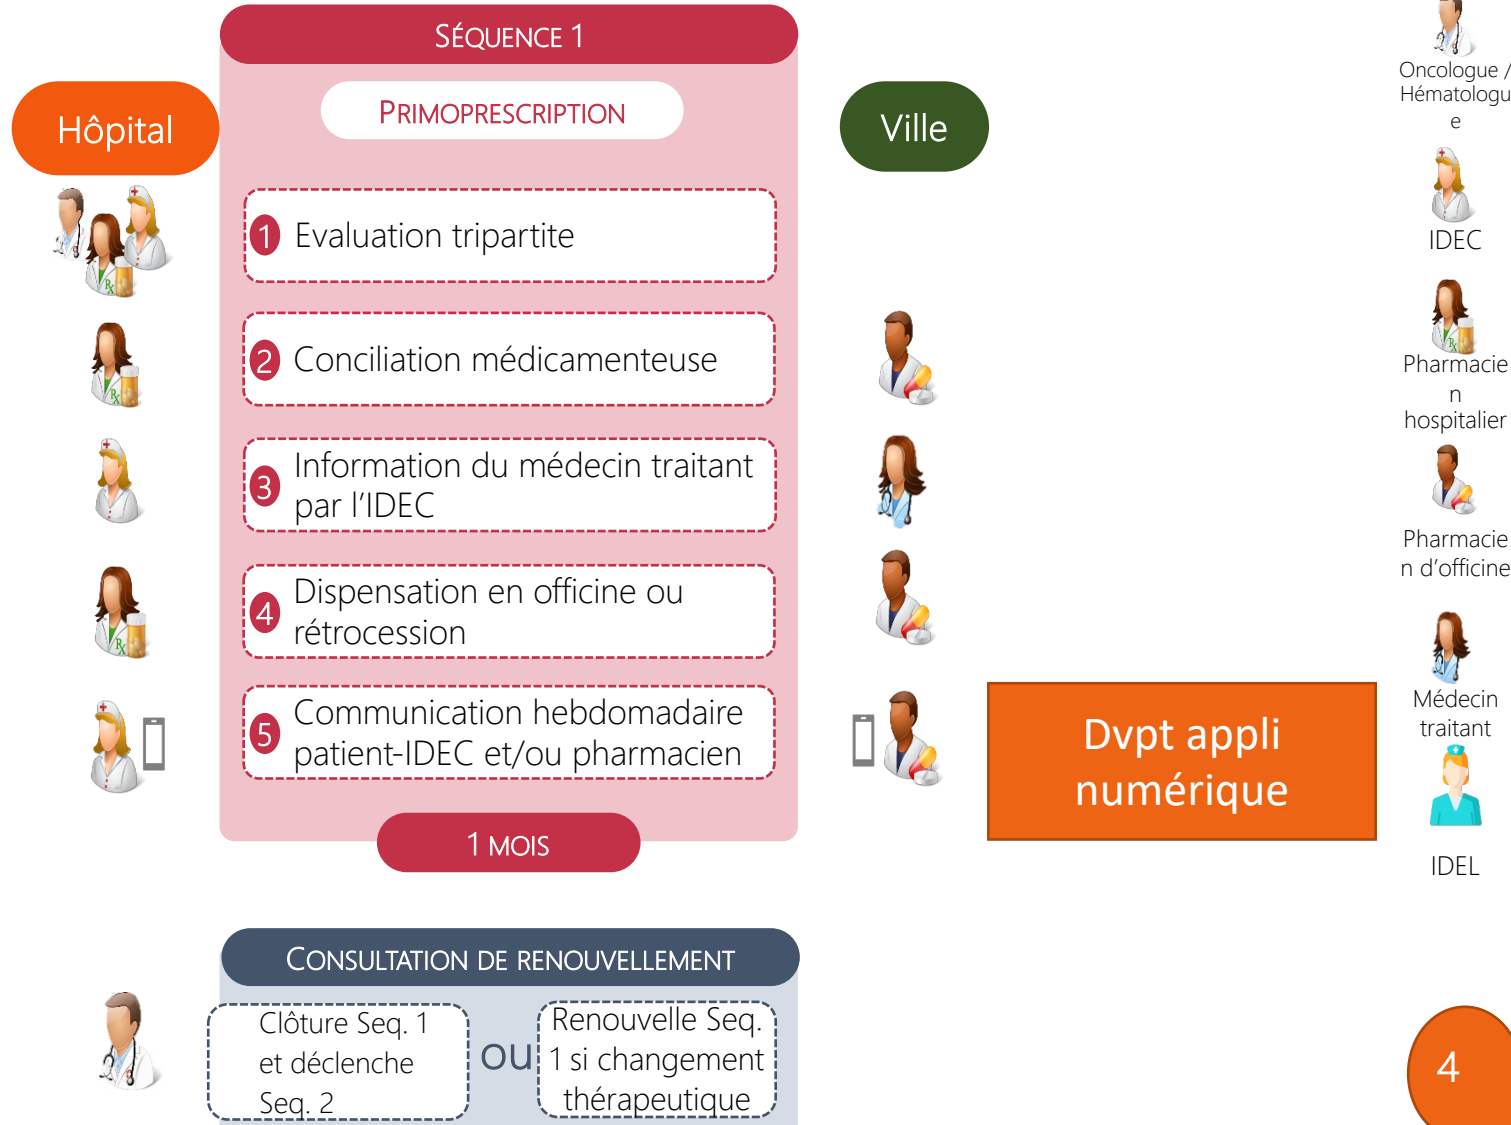 SÉQUENCE 1
PRIMOPRESCRIPTION
Hôpital
Ville
1 Evaluation tripartite
2 Conciliation médicamenteuse
3 Information du médecin traitant
par l'IDEC
4 Dispensation en officine ou
rétrocession
5 Communication hebdomadaire
patient-IDEC et/ou pharmacien
1 MOIS
Dvpt appli
numérique
CONSULTATION DE RENOUVELLEMENT
Clôture Seq. 1
et déclenche
Seq. 2
ou
Renouvelle Seq.
1 si changement
thérapeutique
Oncologue /
Hématologu
e
IDEC
Pharmacie
n
hospitalier
Pharmacie
n d'officine
Médecin
traitant
IDEL
4